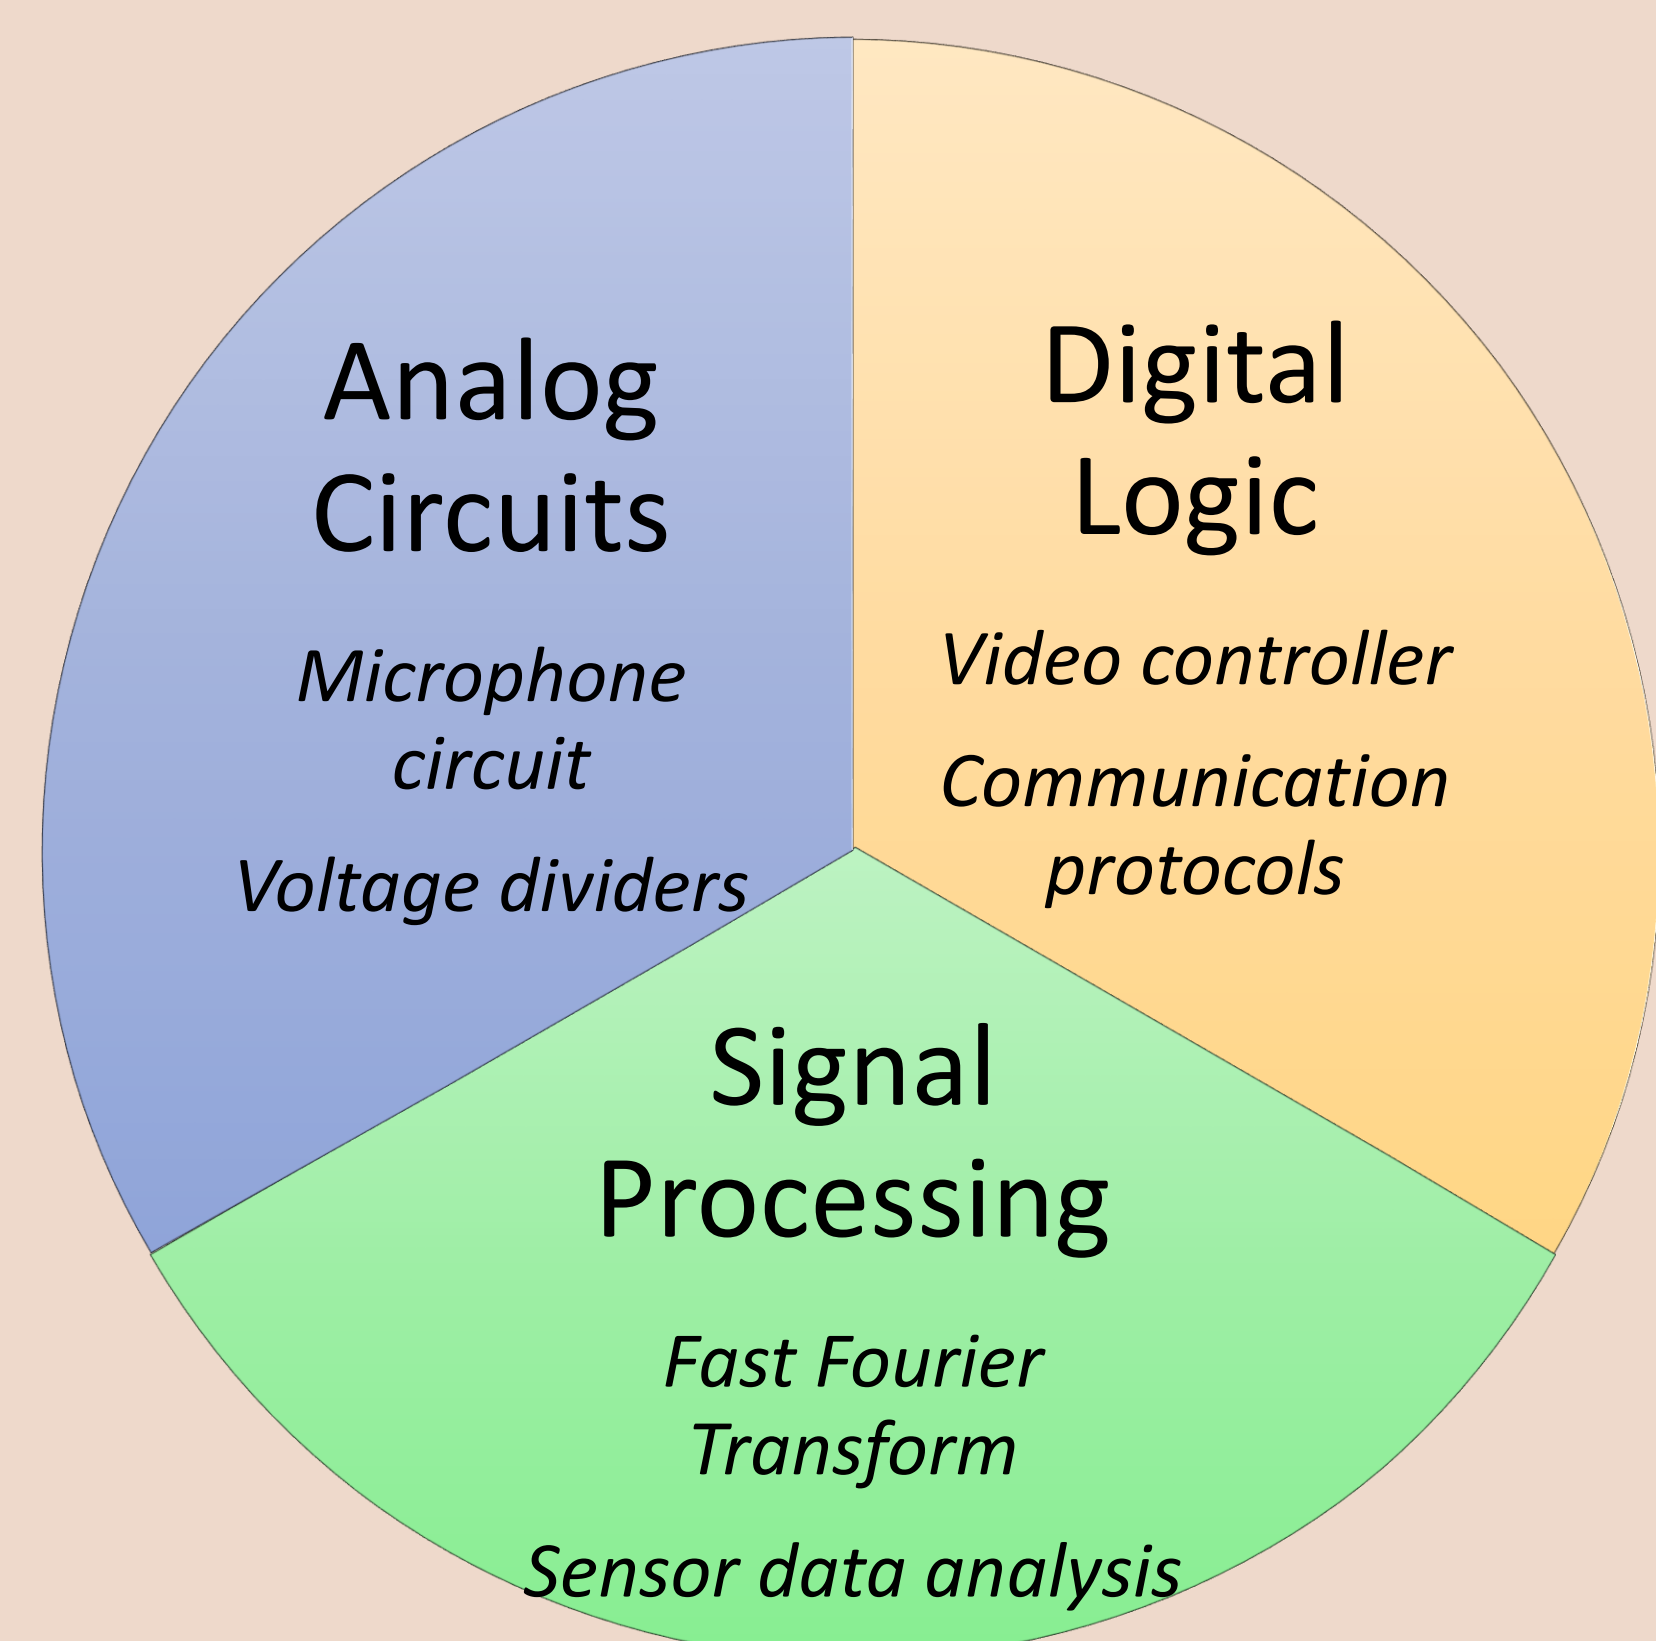 Analog
Circuits
Microphone
circuit
Voltage dividers
Digital
Logic
Video controller
Communication
protocols
Signal
Processing
Fast Fourier
Transform
Sensor data analysis